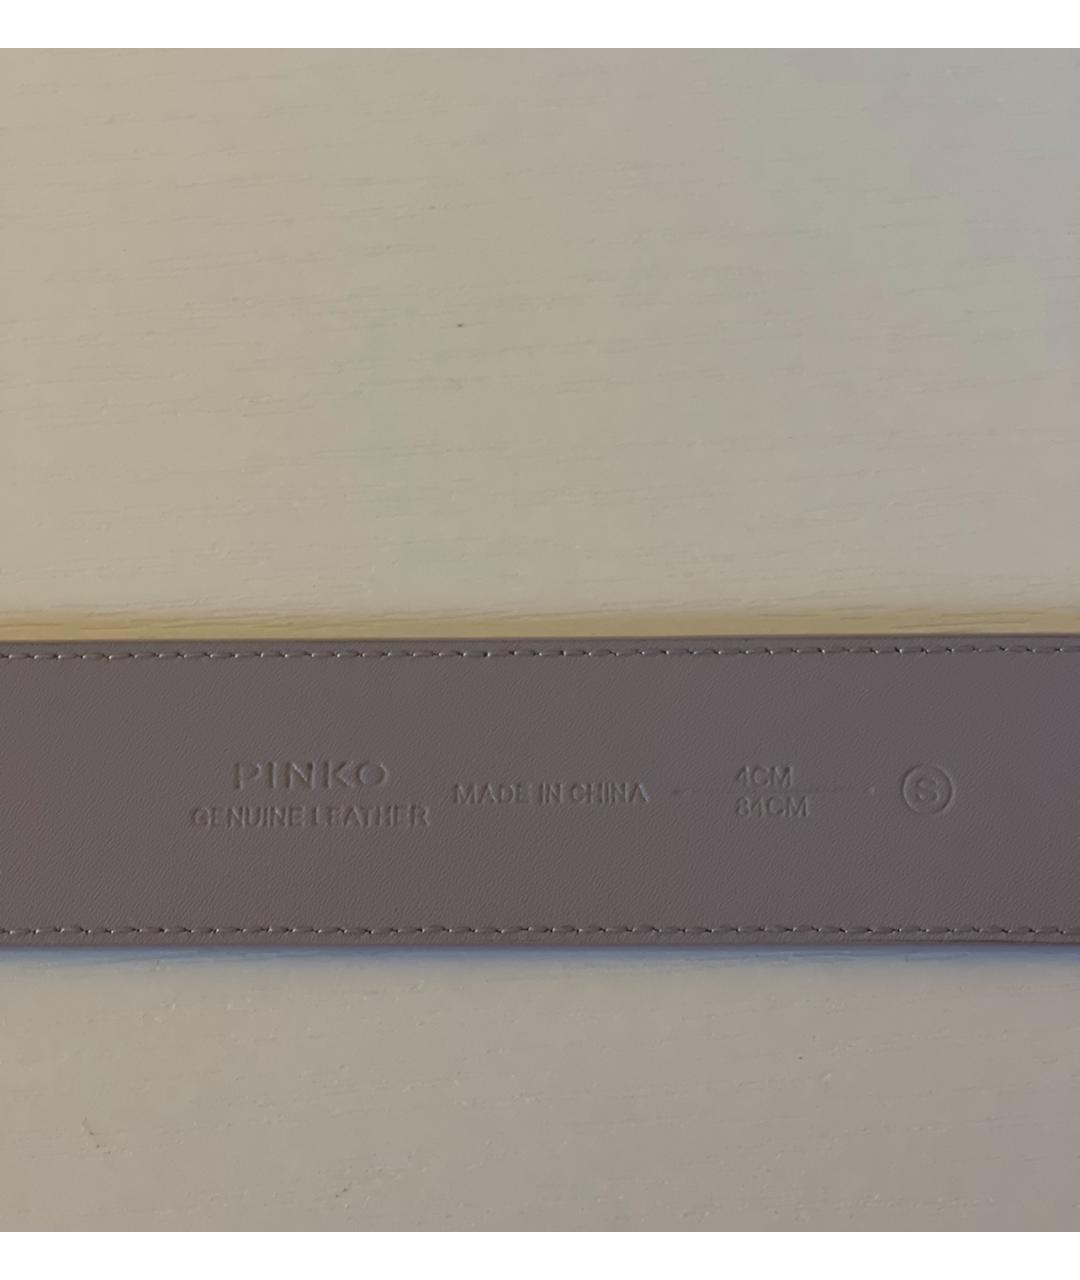 PINKO
GENUINE LEATHER
MADE IN CHINA
4CM
84CM
S